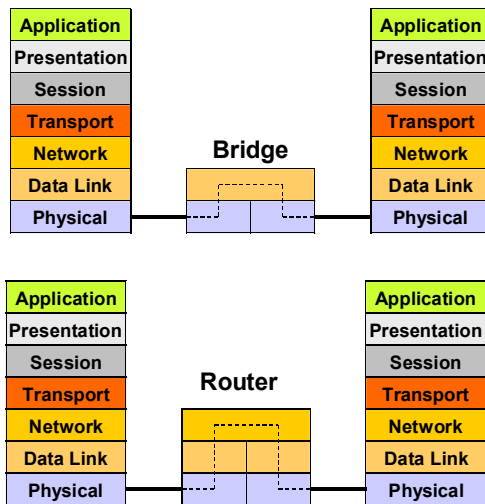 Application
Presentation
Session
Transport
Network
Data Link
Physical
Bridge
Application
Presentation
Session
Transport
Network
Data Link
Physical
Application
Presentation
Session
Transport
Network
Data Link
Physical
Router
Application
Presentation
Session
Transport
Network
Data Link
Physical